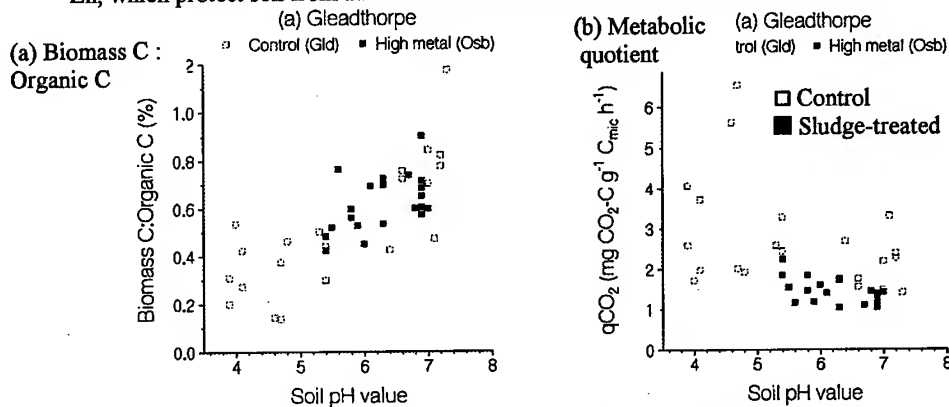 Zn, which protect soil from
(a) Gleadthorpe
(a) Biomass C :
Organic C
Control (Gld) High metal (Osb)
Biomass C:Organic C (%)
2
1.0
0.8
0.6
0.4
0.2
0.0
4 5 6 7 8
Soil pH value
(b) Metabolic
quotient
(a) Gleadthorpe
trol (Gld) High metal (Osb)
Control
Sludge-treated
qCO₂ (mg CO₂-C g⁻¹ Cmic h⁻¹)
6
5
4
3
2
1
0
4 5 6 7 8
Soil pH value